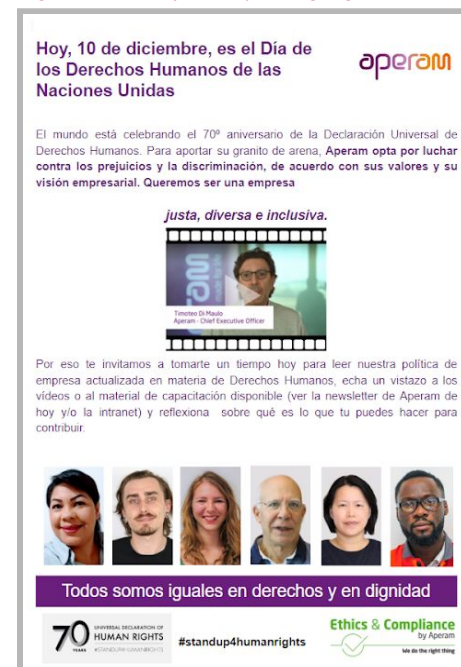 Hoy, 10 de diciembre, es el Día de
los Derechos Humanos de las
Naciones Unidas
aperam
El mundo está celebrando el 70º aniversario de la Declaración Universal de
Derechos Humanos. Para aportar su granito de arena, Aperam opta por luchar
contra los prejuicios y la discriminación, de acuerdo con sus valores y su
visión empresarial. Queremos ser una empresa
justa, diversa e inclusiva.
Timoteo Di Maulo
Aperam - Chief Executive Officer
Por eso te invitamos a tomarte un tiempo hoy para leer nuestra política de
empresa actualizada en materia de Derechos Humanos, echa un vistazo a los
vídeos o al material de capacitación disponible (ver la newsletter de Aperam de
hoy y/o la intranet) y reflexiona sobre qué es lo que tu puedes hacer para
contribuir.
Todos somos iguales en derechos y en dignidad
70
YEARS
UNIVERSAL DECLARATION OF
HUMAN RIGHTS
#STANDUP4HUMANRIGHTS
#standup4humanrights
Ethics & Compliance
by Aperam
We do the right thing